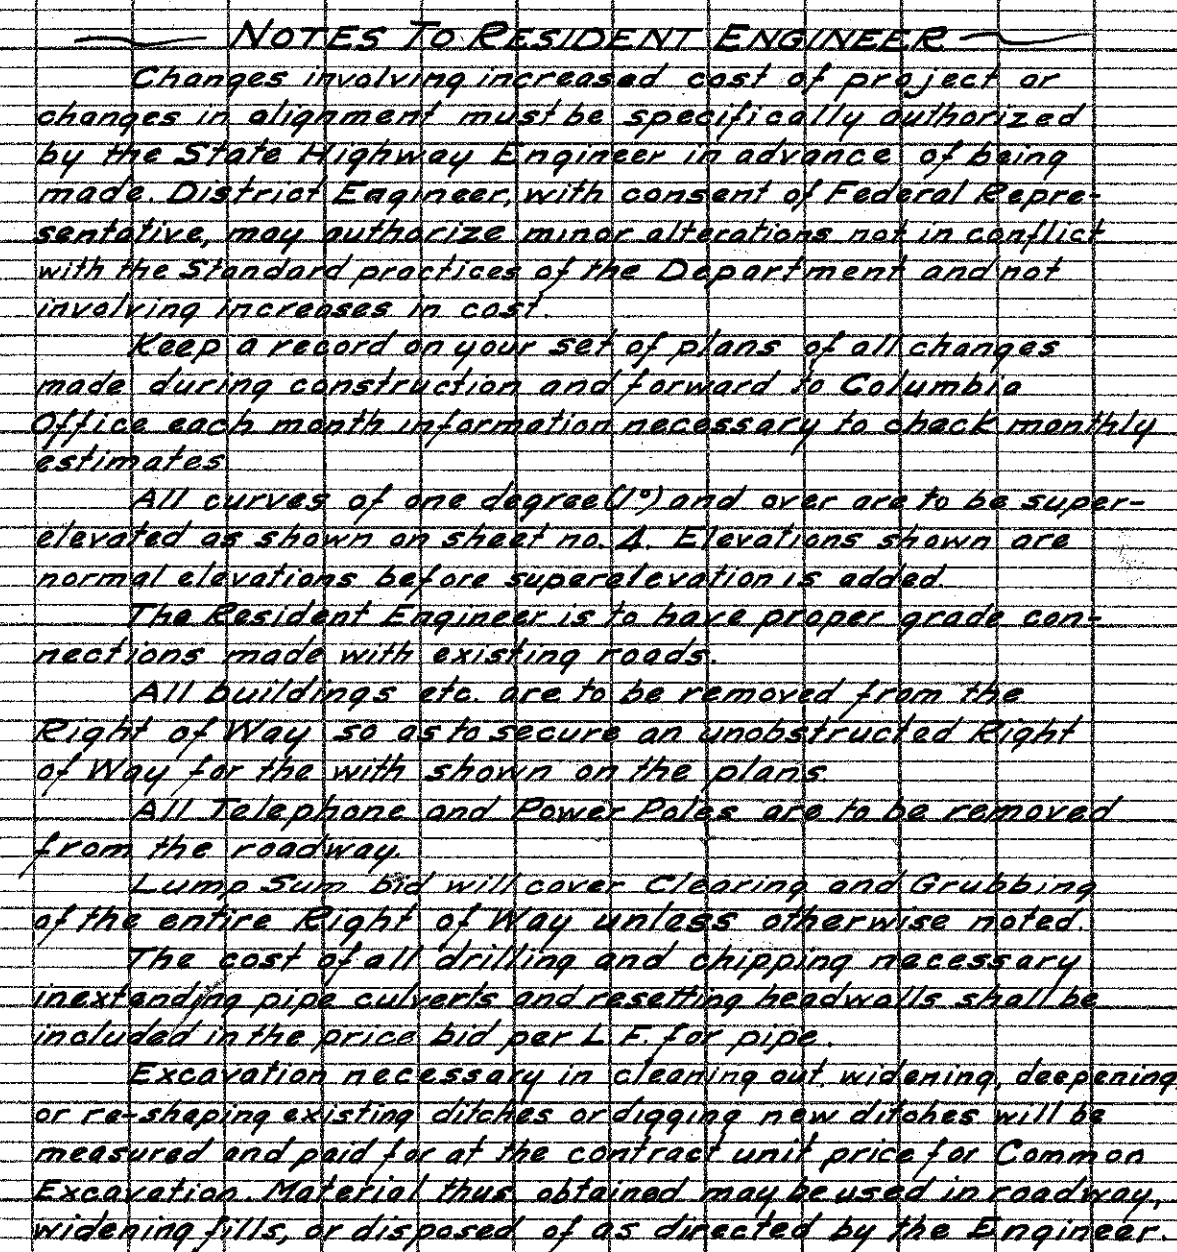 NOTES TO RESIDENT ENGINEER
Changes involving increased cost of project or
changes in alignment must be specifically authorized
by the State Highway Engineer in advance of being
made. District Engineer, with consent of Federal Repre-
sentative, may authorize minor alterations not in conflict
with the Standard practices of the Department and not
involving increases in cost.
Keep a record on your set of plans of all changes
made during construction and forward to Columbia
Office each month information necessary to check monthly
estimates
All curves of one degree (1°) and over are to be super-
elevated as shown on sheet no. 4. Elevations shown are
normal elevations before superelevation is added.
The Resident Engineer is to have proper grade con-
nections made with existing roads.
All buildings etc. are to be removed from the
Right of Way so as to secure an unobstructed Right
of Way for the with shown on the plans.
All Telephone and Power Poles are to be removed
from the roadway.
Lump Sum bid will cover Clearing and Grubbing
of the entire Right of Way unless otherwise noted.
The cost of all drilling and chipping necessary
in extending pipe culverts and resetting headwalls shall be
included in the price bid per L.F. for pipe.
Excavation necessary in cleaning out, widening, deepening
or re-shaping existing ditches or digging new ditches will be
measured and paid for at the contract unit price for Common
Excavation. Material thus obtained may be used in roadway,
widening fills, or disposed of as directed by the Engineer.